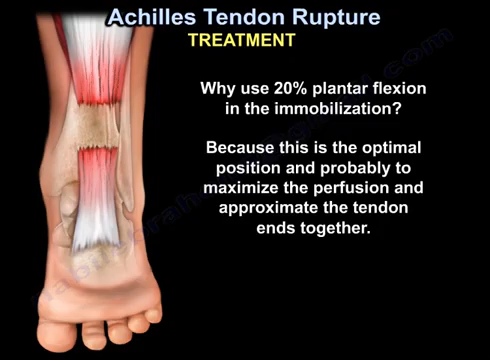 Achilles Tendon Rupture
TREATMENT
Why use 20% plantar flexion
in the immobilization?
Because this is the optimal
position and probably to
maximize the perfusion and
approximate the tendon
ends together.